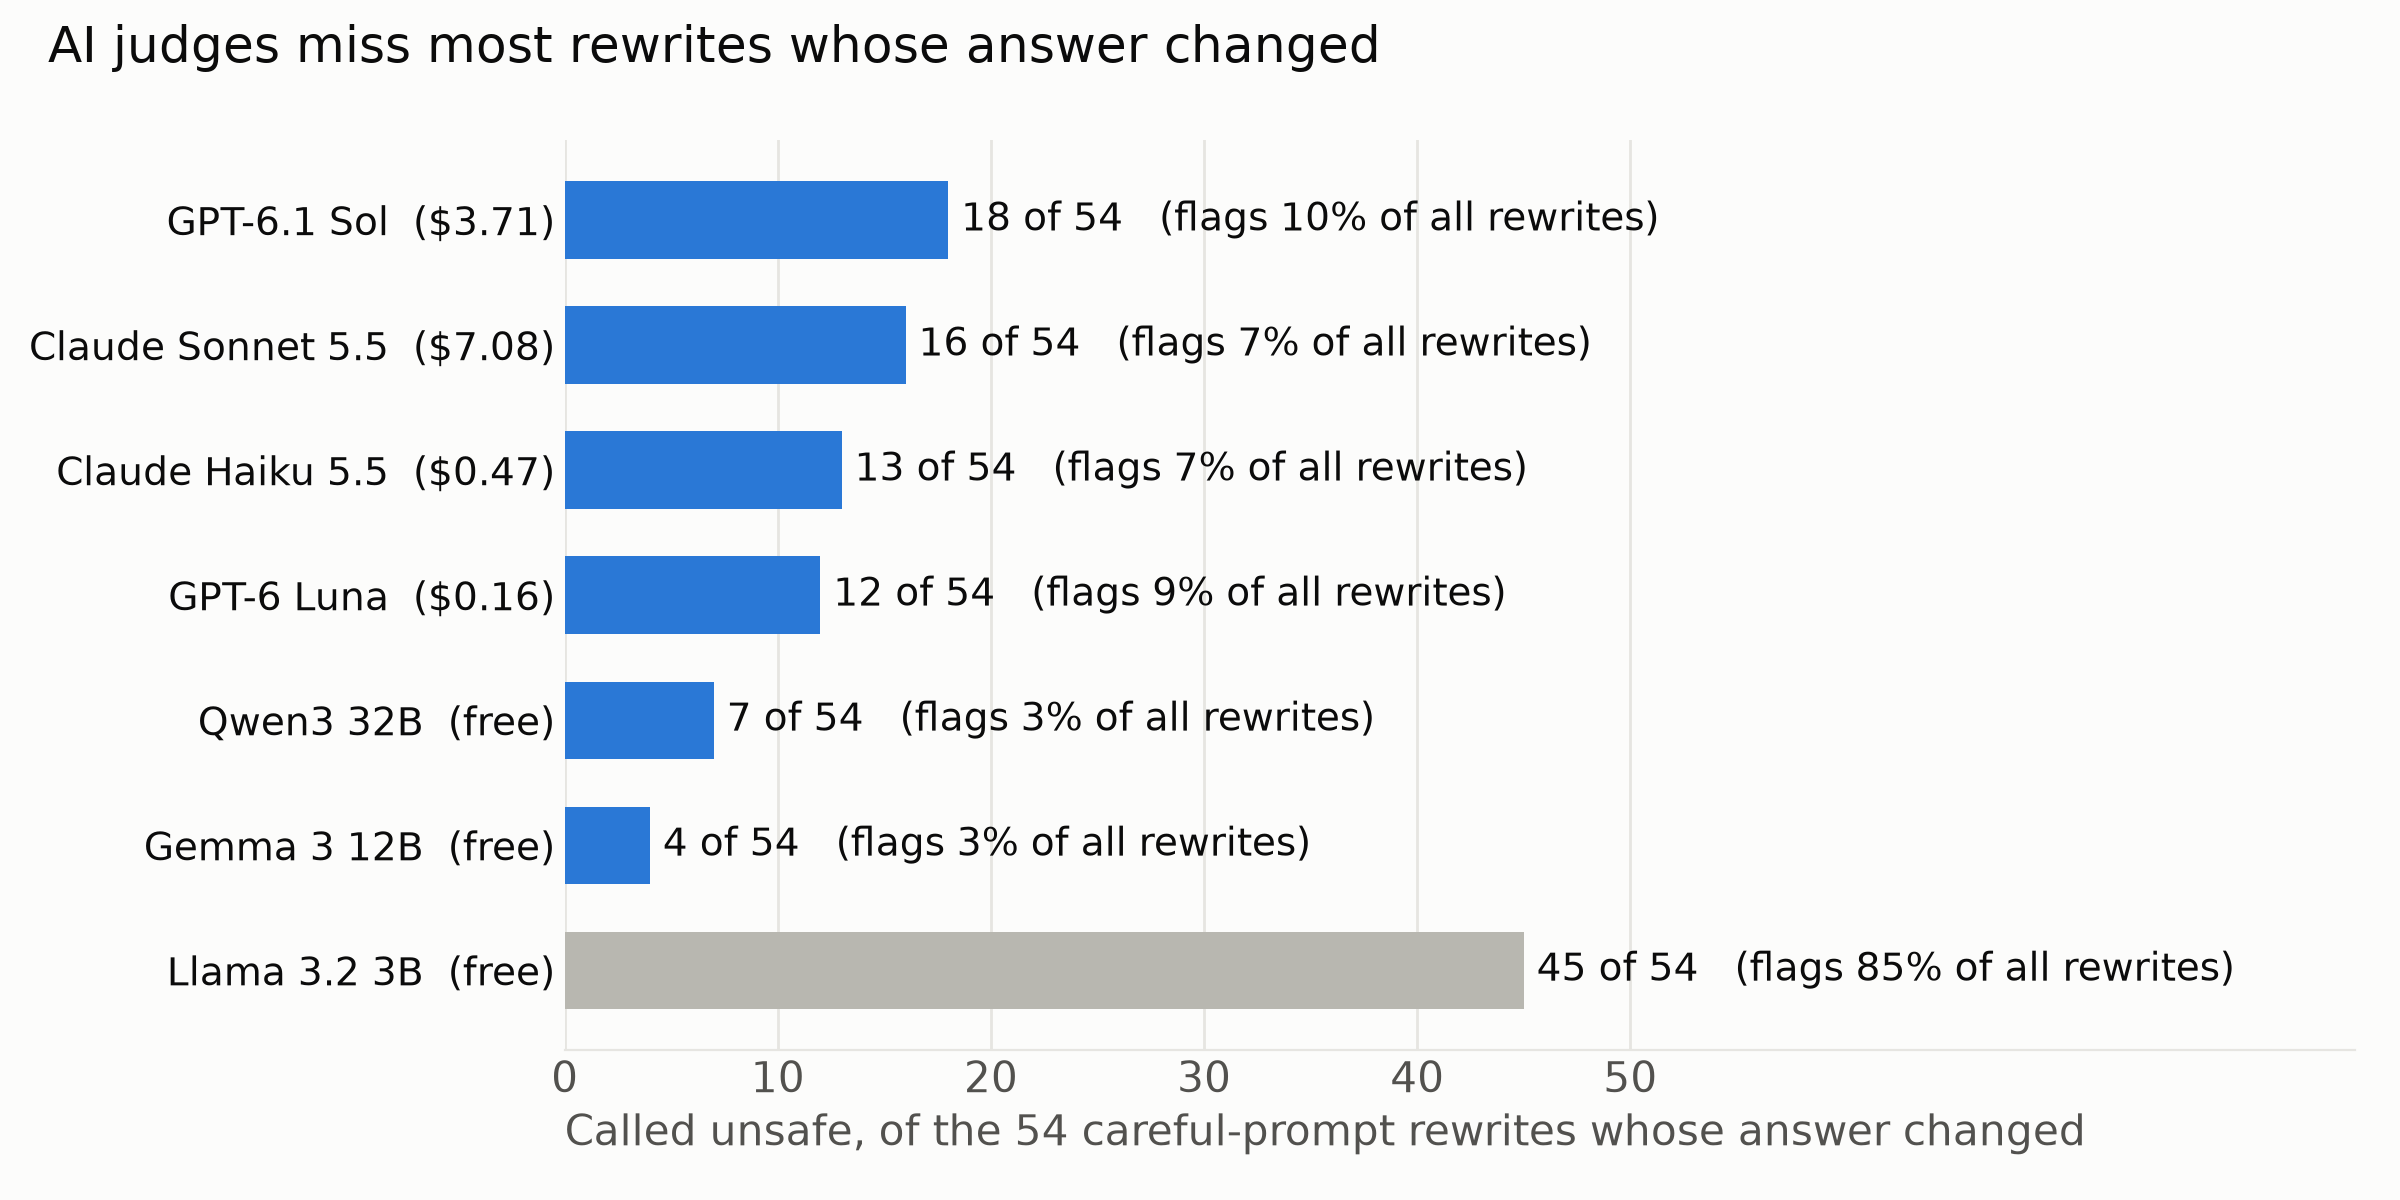 AI judges miss most rewrites whose answer changed
GPT-6.1 Sol  ($3.71) 18 of 54   (flags 10% of all rewrites)
Claude Sonnet 5.5  ($7.08) 16 of 54   (flags 7% of all rewrites)
Claude Haiku 5.5  ($0.47) 13 of 54   (flags 7% of all rewrites)
GPT-6 Luna  ($0.16) 12 of 54   (flags 9% of all rewrites)
Qwen3 32B  (free) 7 of 54   (flags 3% of all rewrites)
Gemma 3 12B  (free) 4 of 54   (flags 3% of all rewrites)
Llama 3.2 3B  (free) 45 of 54   (flags 85% of all rewrites)
0 10 20 30 40 50
Called unsafe, of the 54 careful-prompt rewrites whose answer changed